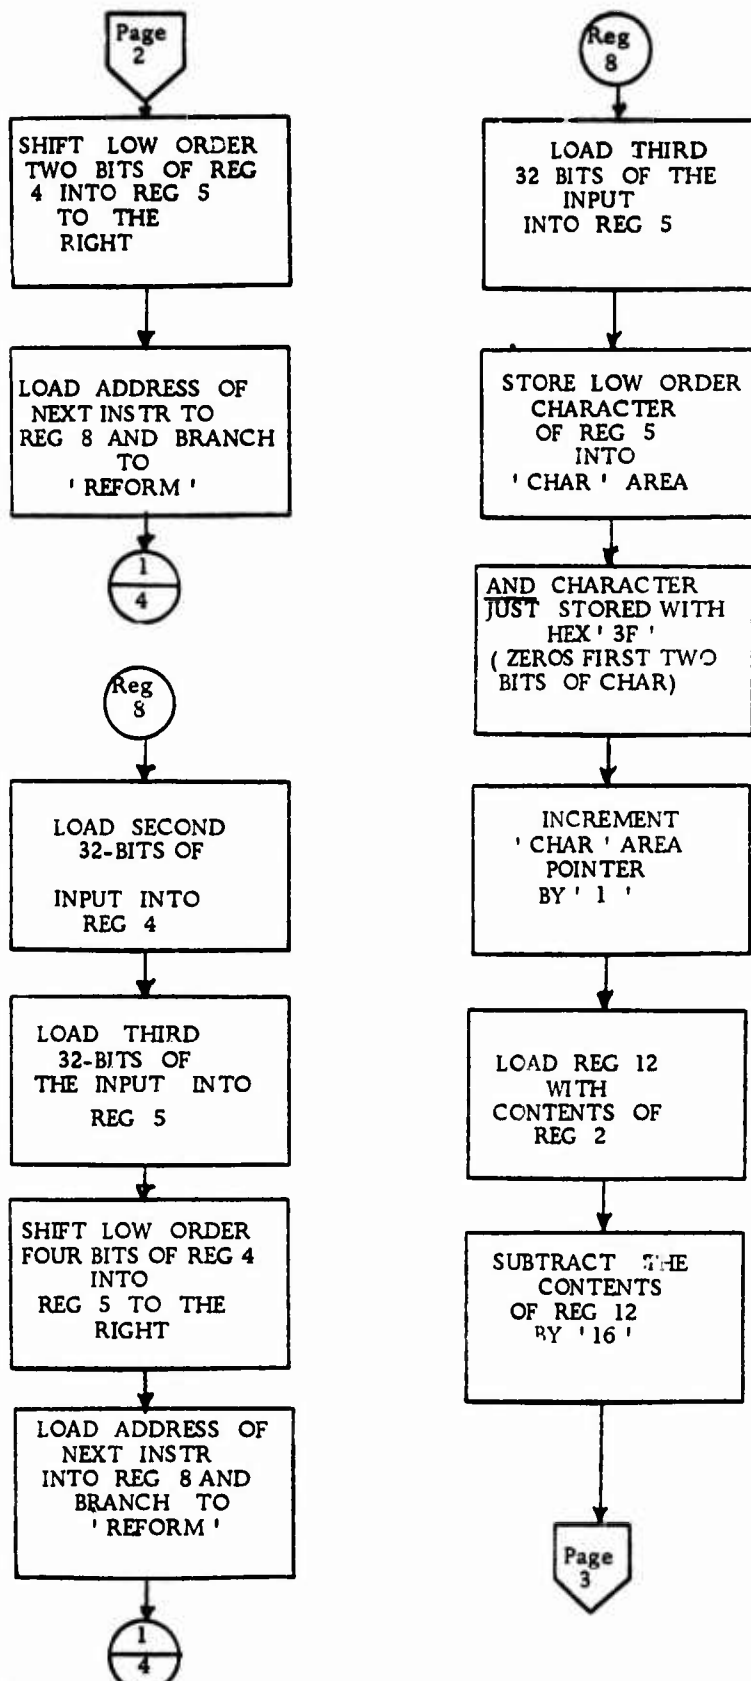 Page
2
SHIFT LOW ORDER
TWO BITS OF REG
4 INTO REG 5
TO THE
RIGHT
LOAD ADDRESS OF
NEXT INSTR TO
REG 8 AND BRANCH
TO
' REFORM '
1
4
Reg
8
LOAD SECOND
32-BITS OF
INPUT INTO
REG 4
LOAD THIRD
32-BITS OF
THE INPUT INTO
REG 5
SHIFT LOW ORDER
FOUR BITS OF REG 4
INTO
REG 5 TO THE
RIGHT
LOAD ADDRESS OF
NEXT INSTR
INTO REG 8 AND
BRANCH TO
' REFORM '
1
4
Reg
8
LOAD THIRD
32 BITS OF THE
INPUT
INTO REG 5
STORE LOW ORDER
CHARACTER
OF REG 5
INTO
' CHAR ' AREA
AND CHARACTER
JUST STORED WITH
HEX ' 3F '
( ZEROS FIRST TWO
BITS OF CHAR)
INCREMENT
' CHAR ' AREA
POINTER
BY ' 1 '
LOAD REG 12
WITH
CONTENTS OF
REG 2
SUBTRACT THE
CONTENTS
OF REG 12
BY '16 '
Page
3